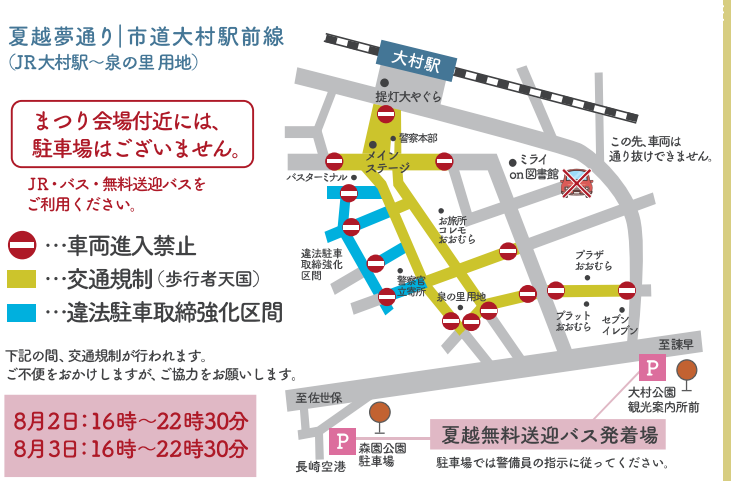 夏越夢通り|市道大村駅前線
（JR大村駅～泉の里 用地）
まつり会場付近には、
駐車場はございません。
JR・バス・無料送迎バスを
ご利用ください。
…車両進入禁止
…交通規制（歩行者天国）
…違法駐車取締強化区間
下記の間、交通規制が行われます。
ご不便をおかけしますが、ご協力をお願いします。
8月2日：16時～22時30分
8月3日：16時～22時30分
大村駅
提灯大やぐら
警察本部
メイン
ステージ
バスターミナル
ミライ
on図書館
この先、車両は
通り抜けできません。
お旅所
コレモ
おおむら
違法駐車
取締強化
区間
警察官
立寄所
泉の里用地
プラザ
おおむら
プラット
おおむら
セブン
イレブン
至諫早
P
大村公園
観光案内所前
至佐世保
P
森園公園
駐車場
長崎空港
夏越無料送迎バス発着場
駐車場では警備員の指示に従ってください。